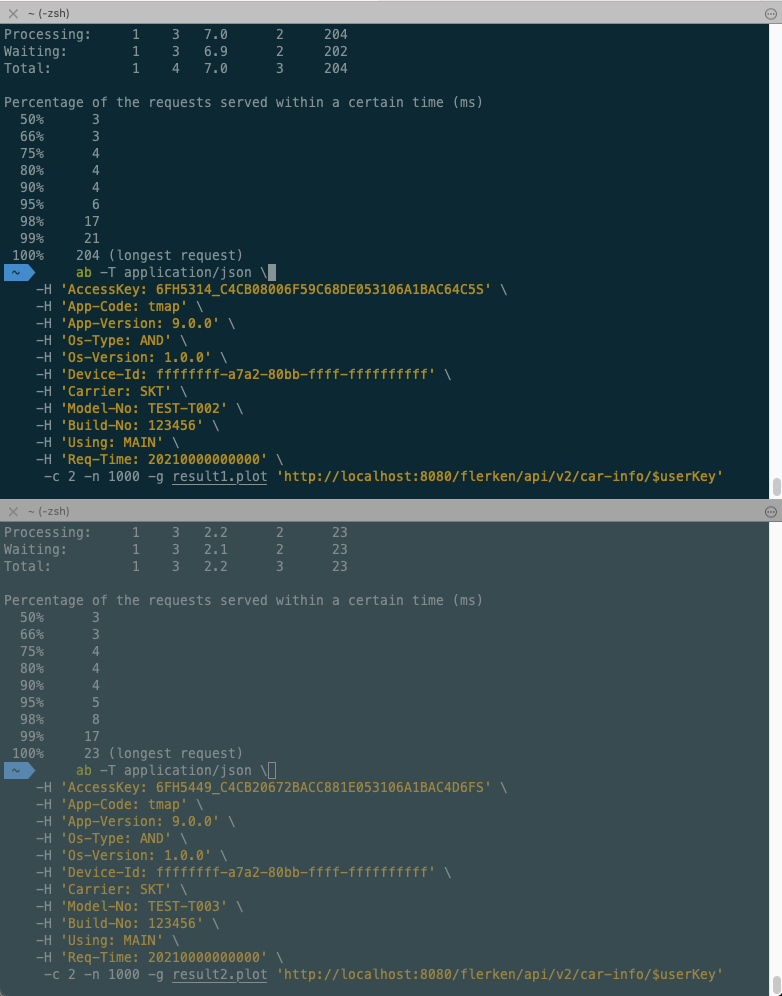 ~ (-zsh)
Processing: 1 3 7.0 2 204
Waiting: 1 3 6.9 2 202
Total: 1 4 7.0 3 204
Percentage of the requests served within a certain time (ms)
50% 3
66% 3
75% 4
80% 4
90% 4
95% 6
98% 17
99% 21
100% 204 (longest request)
~ ab -T application/json \
-H 'AccessKey: 6FH5314_C4CB08006F59C68DE053106A1BAC64C5S' \
-H 'App-Code: tmap' \
-H 'App-Version: 9.0.0' \
-H 'Os-Type: AND' \
-H 'Os-Version: 1.0.0' \
-H 'Device-Id: ffffffff-a7a2-80bb-ffff-ffffffffff' \
-H 'Carrier: SKT' \
-H 'Model-No: TEST-T002' \
-H 'Build-No: 123456' \
-H 'Using: MAIN' \
-H 'Req-Time: 20210000000000' \
-c 2 -n 1000 -g result1.plot 'http://localhost:8080/flerken/api/v2/car-info/$userKey'
~ (-zsh)
Processing: 1 3 2.2 2 23
Waiting: 1 3 2.1 2 23
Total: 1 3 2.2 3 23
Percentage of the requests served within a certain time (ms)
50% 3
66% 3
75% 4
80% 4
90% 4
95% 5
98% 8
99% 17
100% 23 (longest request)
~ ab -T application/json \
-H 'AccessKey: 6FH5449_C4CB20672BACC881E053106A1BAC4D6FS' \
-H 'App-Code: tmap' \
-H 'App-Version: 9.0.0' \
-H 'Os-Type: AND' \
-H 'Os-Version: 1.0.0' \
-H 'Device-Id: ffffffff-a7a2-80bb-ffff-ffffffffff' \
-H 'Carrier: SKT' \
-H 'Model-No: TEST-T003' \
-H 'Build-No: 123456' \
-H 'Using: MAIN' \
-H 'Req-Time: 20210000000000' \
-c 2 -n 1000 -g result2.plot 'http://localhost:8080/flerken/api/v2/car-info/$userKey'